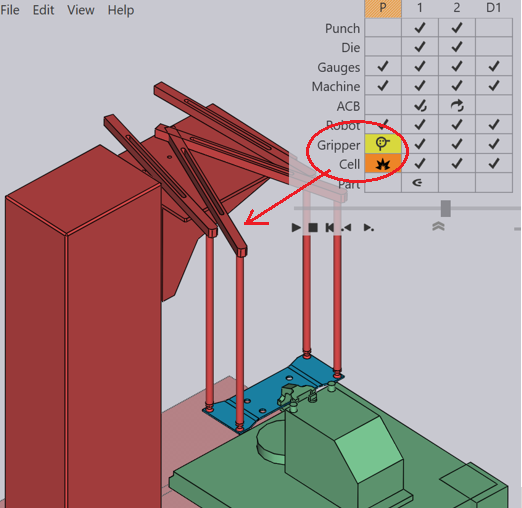 File Edit View Help
P 1 2 D1
Punch
Die
Gauges
Machine
ACB
Robot
Gripper
Cell
Part